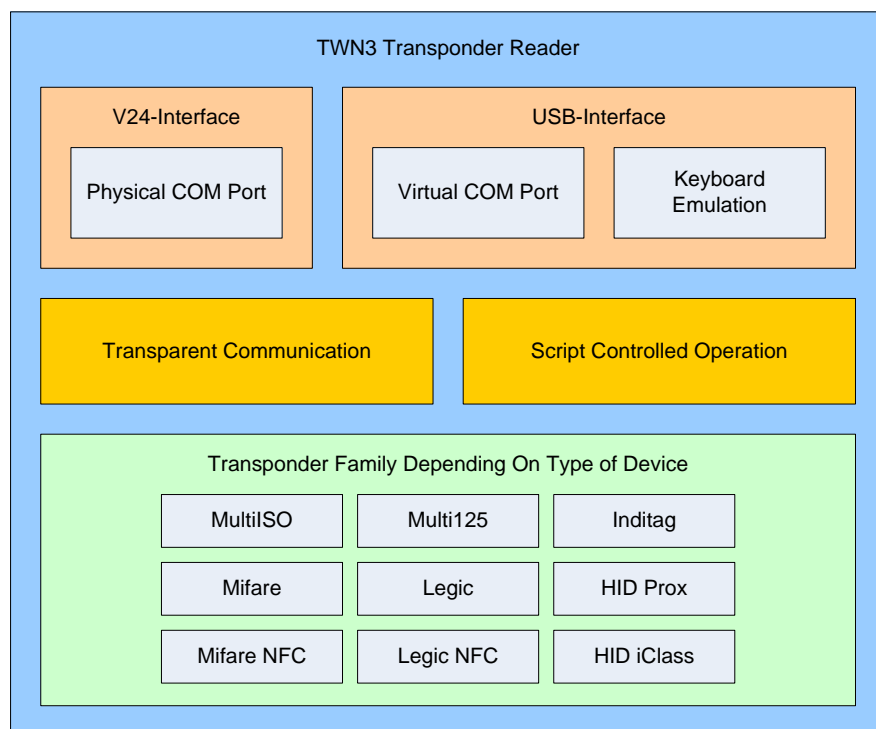 TWN3 Transponder Reader
V24-Interface
Physical COM Port
USB-Interface
Virtual COM Port
Keyboard
Emulation
Transparent Communication
Script Controlled Operation
Transponder Family Depending On Type of Device
MultiISO
Multi125
Inditag
Mifare
Legic
HID Prox
Mifare NFC
Legic NFC
HID iClass